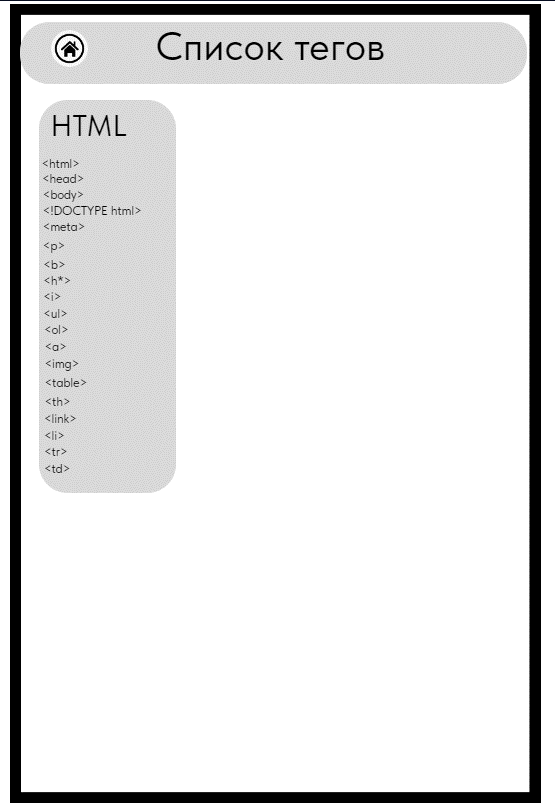 Список тегов
HTML
<html>
<head>
<body>
<!DOCTYPE html>
<meta>
<p>
<b>
<h*>
<i>
<ul>
<ol>
<a>
<img>
<table>
<th>
<link>
<li>
<tr>
<td>